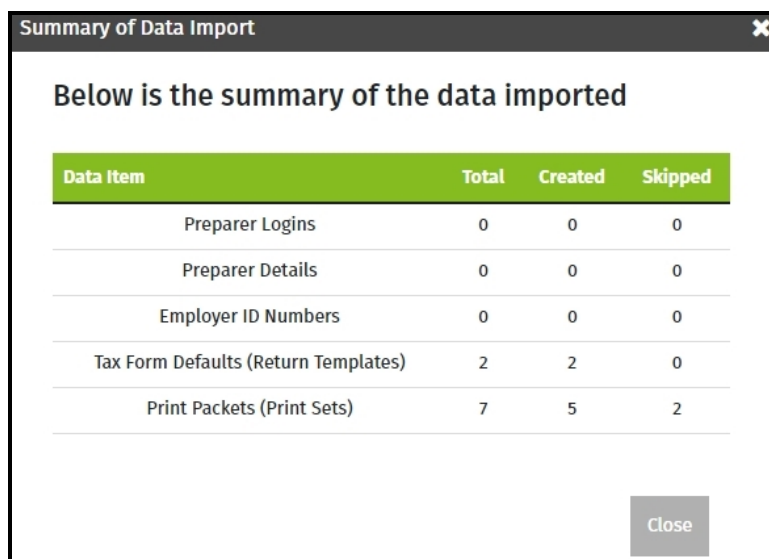 Summary of Data Import
Below is the summary of the data imported
Data Item Total Created Skipped
Preparer Logins 0 0 0
Preparer Details 0 0 0
Employer ID Numbers 0 0 0
Tax Form Defaults (Return Templates) 2 2 0
Print Packets (Print Sets) 7 5 2
Close